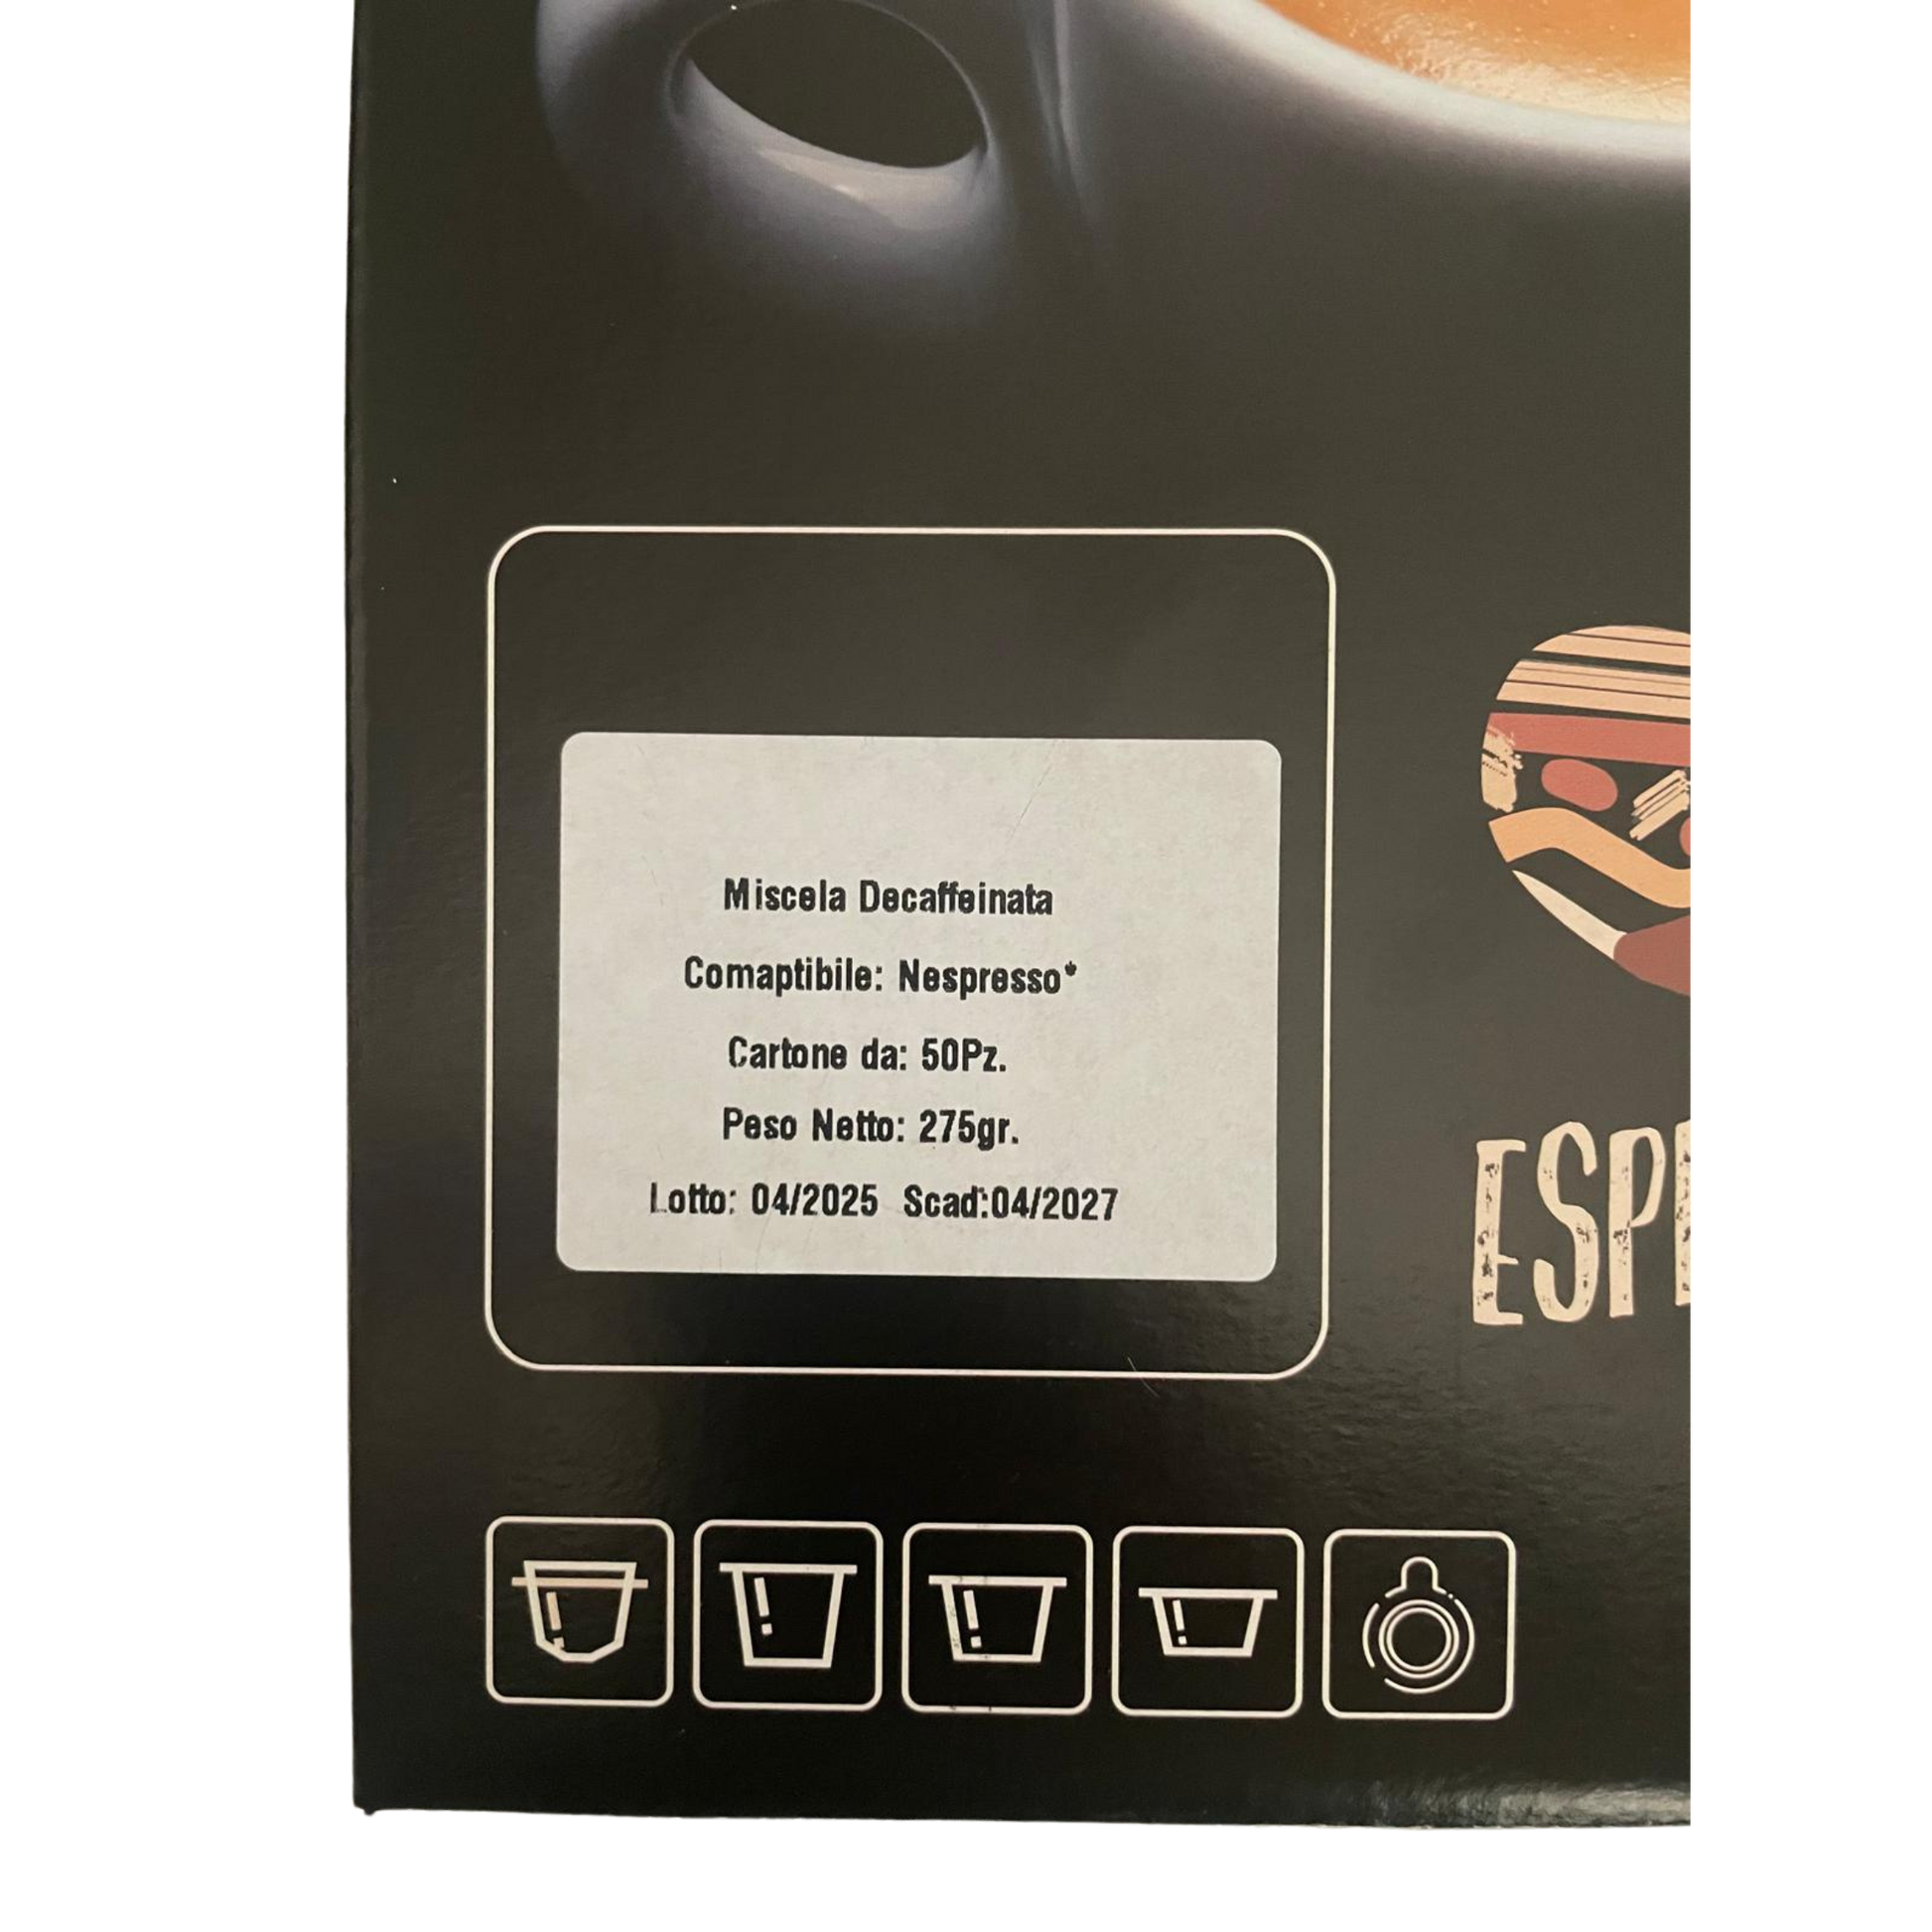 Miscela Decaffeinata
Comaptibile: Nespresso*
Cartone da: 50Pz.
Peso Netto: 275gr.
Lotto: 04/2025 Scad:04/2027
ESP